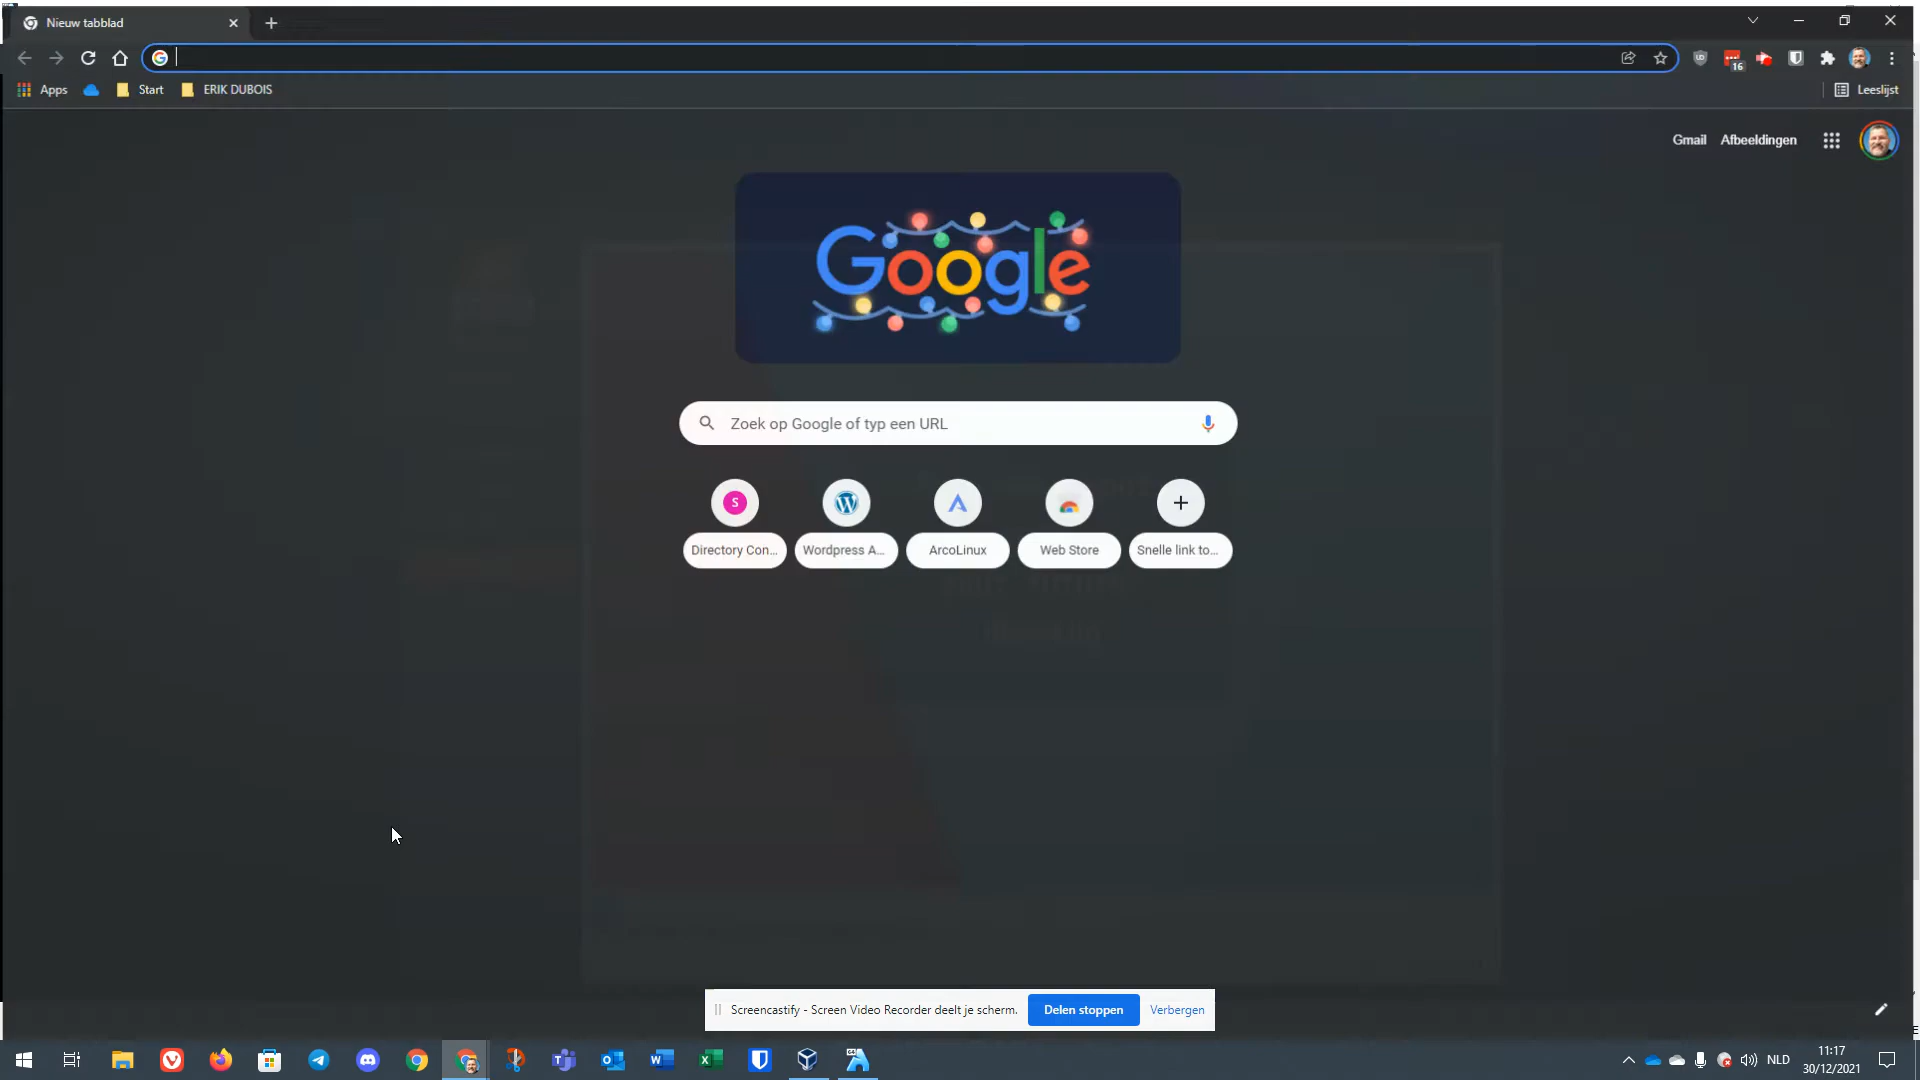 Nieuw tabblad
16
Apps
Start
ERIK DUBOIS
Leeslijst
Gmail
Afbeeldingen
Google
Zoek op Google of typ een URL
S
Directory Con...
Wordpress A...
ArcoLinux
Web Store
Snelle link to...
Screencastify - Screen Video Recorder deelt je scherm.
Delen stoppen
Verbergen
NLD
11:17
30/12/2021